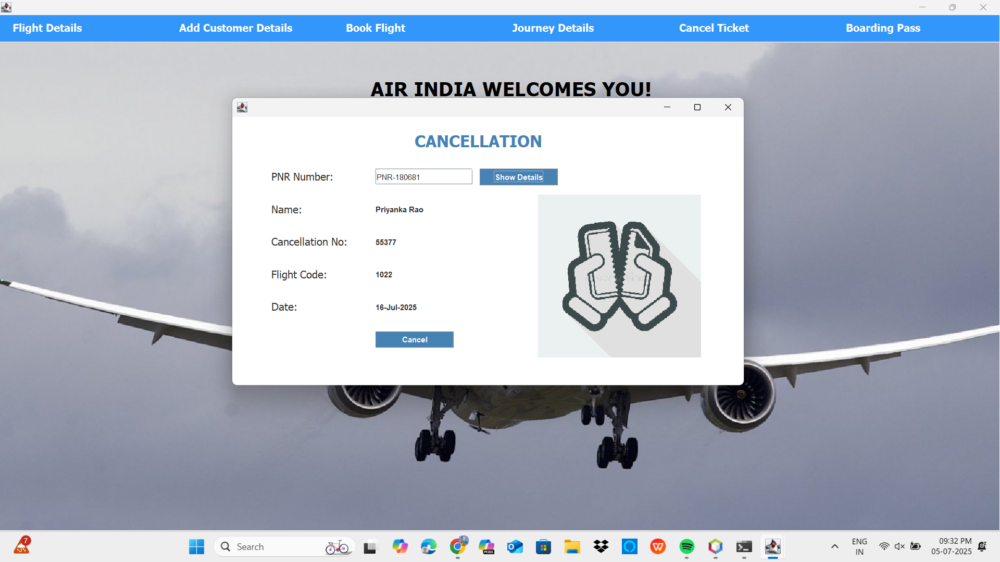 Flight Details Add Customer Details Book Flight Journey Details Cancel Ticket Boarding Pass
AIR INDIA WELCOMES YOU!
CANCELLATION
PNR Number: PNR-180681 Show Details
Name: Priyanka Rao
Cancellation No: 55377
Flight Code: 1022
Date: 16-Jul-2025
Cancel
7
Search
M365
ENG
IN
09:32 PM
05-07-2025